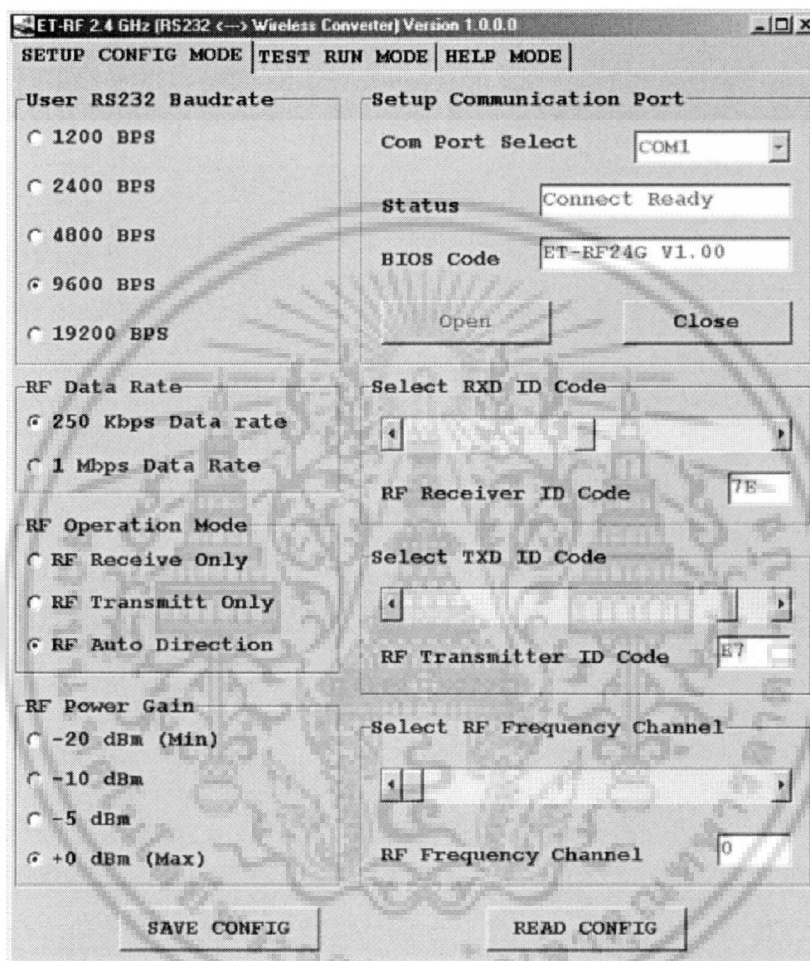 ET-RF 2.4 GHz (RS232 <--> Wireless Converter) Version 1.0.0.0
SETUP CONFIG MODE TEST RUN MODE HELP MODE
User RS232 Baudrate
1200 BPS
2400 BPS
4800 BPS
9600 BPS
19200 BPS
Setup Communication Port
Com Port Select COM1
Status Connect Ready
BIOS Code ET-RF24G V1.00
Open Close
RF Data Rate
250 Kbps Data rate
1 Mbps Data Rate
Select RXD ID Code
RF Receiver ID Code 7E
RF Operation Mode
RF Receive Only
RF Transmitt Only
RF Auto Direction
Select TXD ID Code
RF Transmitter ID Code E7
RF Power Gain
-20 dBm (Min)
-10 dBm
-5 dBm
+0 dBm (Max)
Select RF Frequency Channel
RF Frequency Channel 0
SAVE CONFIG READ CONFIG